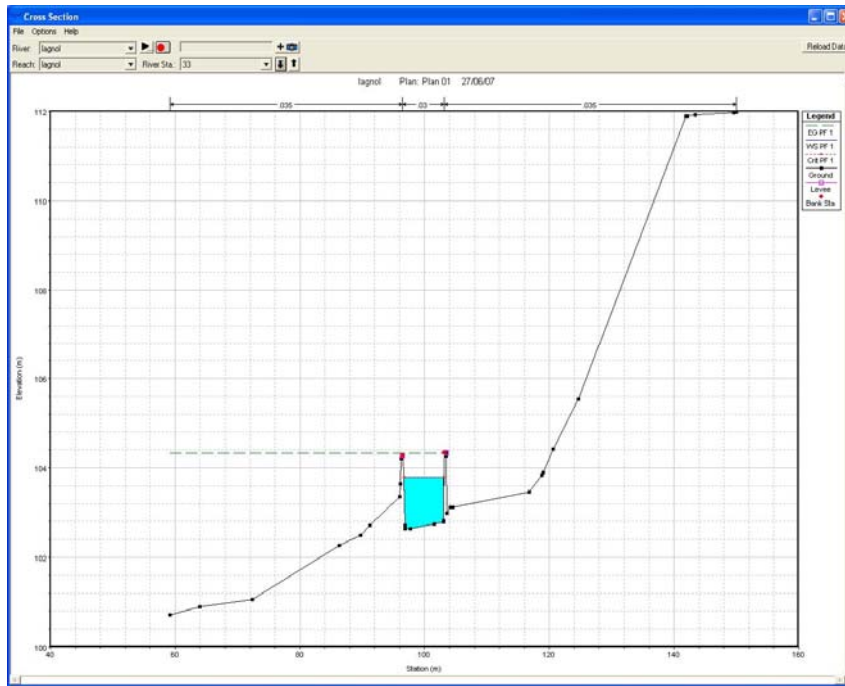 Cross Section
File Options Help
River: lagnol
Reload Data
Reach: lagnol River Sta.: 33
lagnol Plan: Plan 01 27/06/07
.035 .03 .035
Legend
EG PF 1
WS PF 1
Crit PF 1
Ground
Levee
Bank Sta
112
110
108
106
104
102
100
Elevation (m)
40 60 80 100 120 140 160
Station (m)